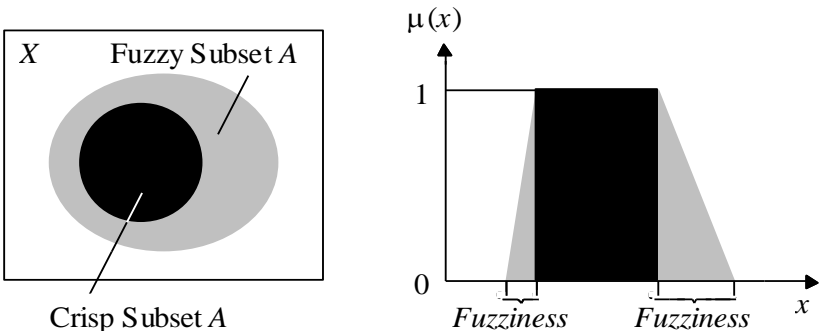 X
Fuzzy Subset A
Crisp Subset A
μ(x)
1
0
x
Fuzziness
Fuzziness